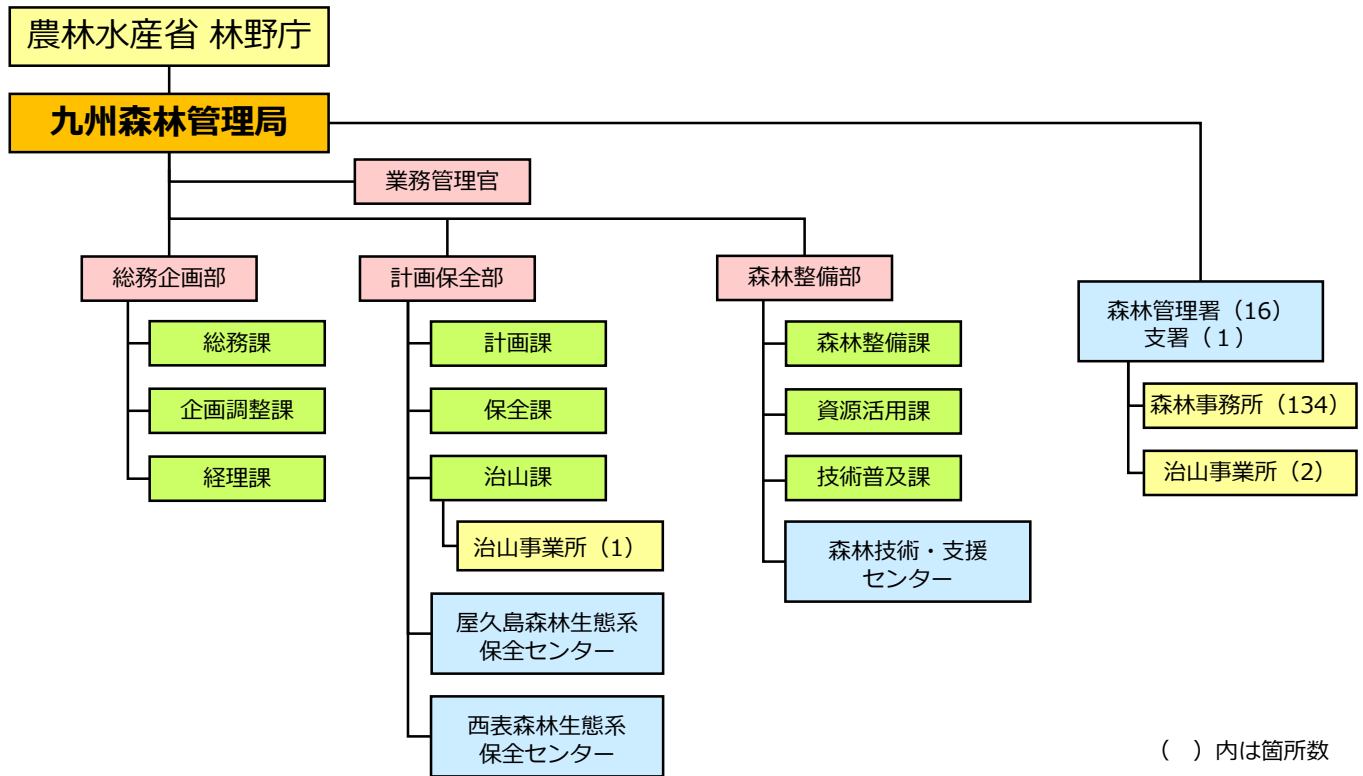 農林水産省 林野庁
九州森林管理局
業務管理官
総務企画部
総務課
企画調整課
経理課
計画保全部
計画課
保全課
治山課
治山事業所（1）
屋久島森林生態系
保全センター
西表森林生態系
保全センター
森林整備部
森林整備課
資源活用課
技術普及課
森林技術・支援
センター
森林管理署（16）
支署（１）
森林事務所（134）
治山事業所（2）
（　）内は箇所数